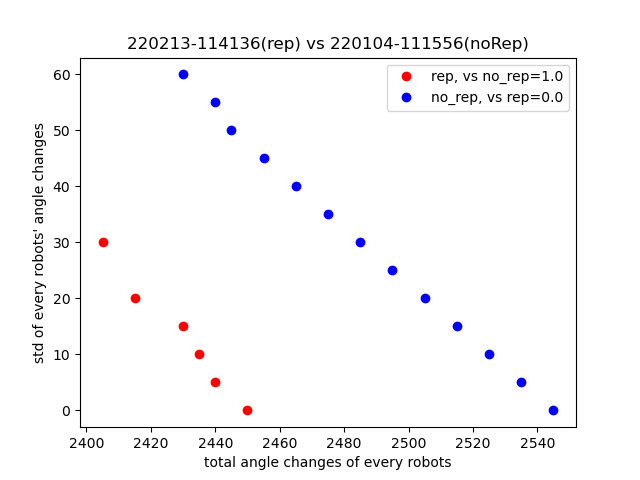 220213-114136(rep) vs 220104-111556(noRep)
rep, vs no_rep=1.0
no_rep, vs rep=0.0
std of every robots' angle changes
60
50
40
30
20
10
0
2400 2420 2440 2460 2480 2500 2520 2540
total angle changes of every robots